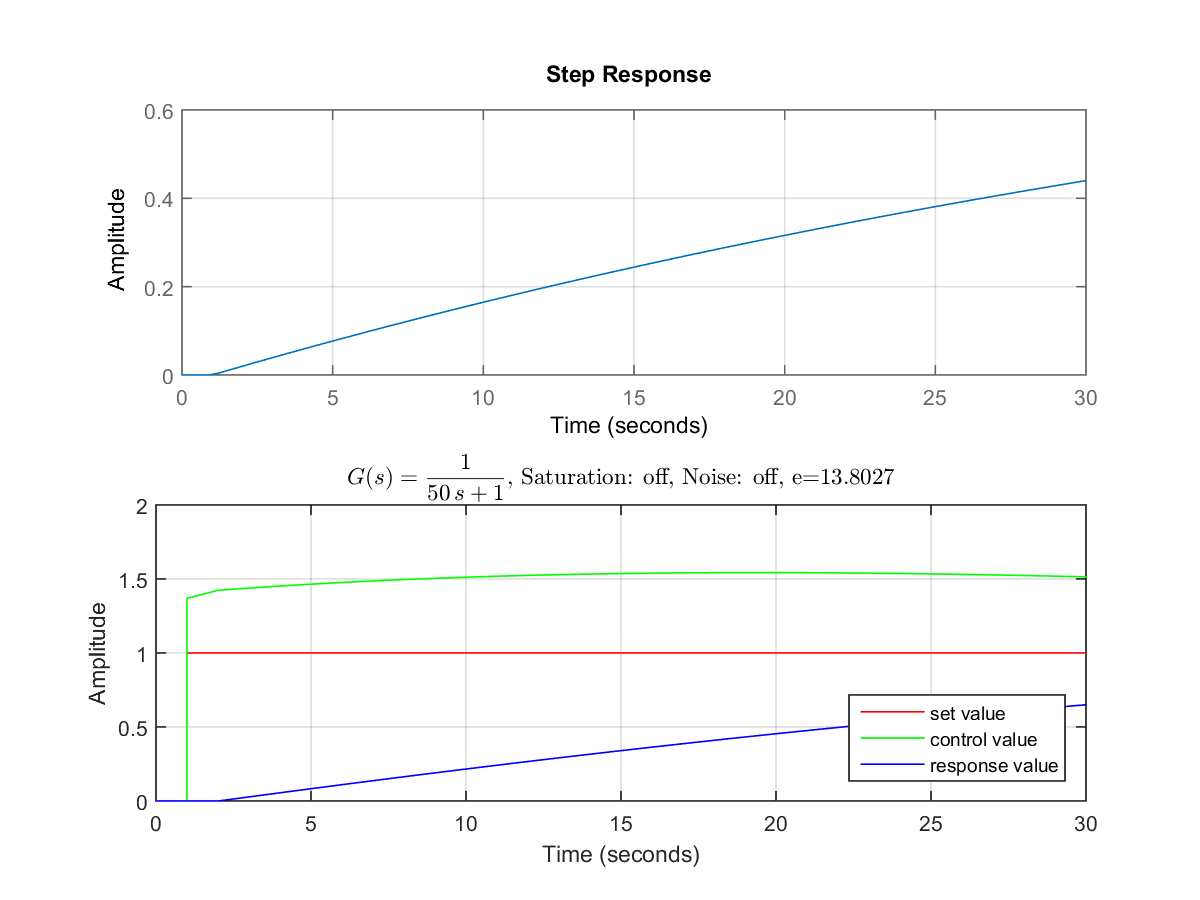 Step Response
0.6
0.4
0.2
0
Amplitude
0 5 10 15 20 25 30
Time (seconds)
G(s) = 1/(50 s + 1), Saturation: off, Noise: off, e=13.8027
2
1.5
1
0.5
0
Amplitude
set value
control value
response value
0 5 10 15 20 25 30
Time (seconds)